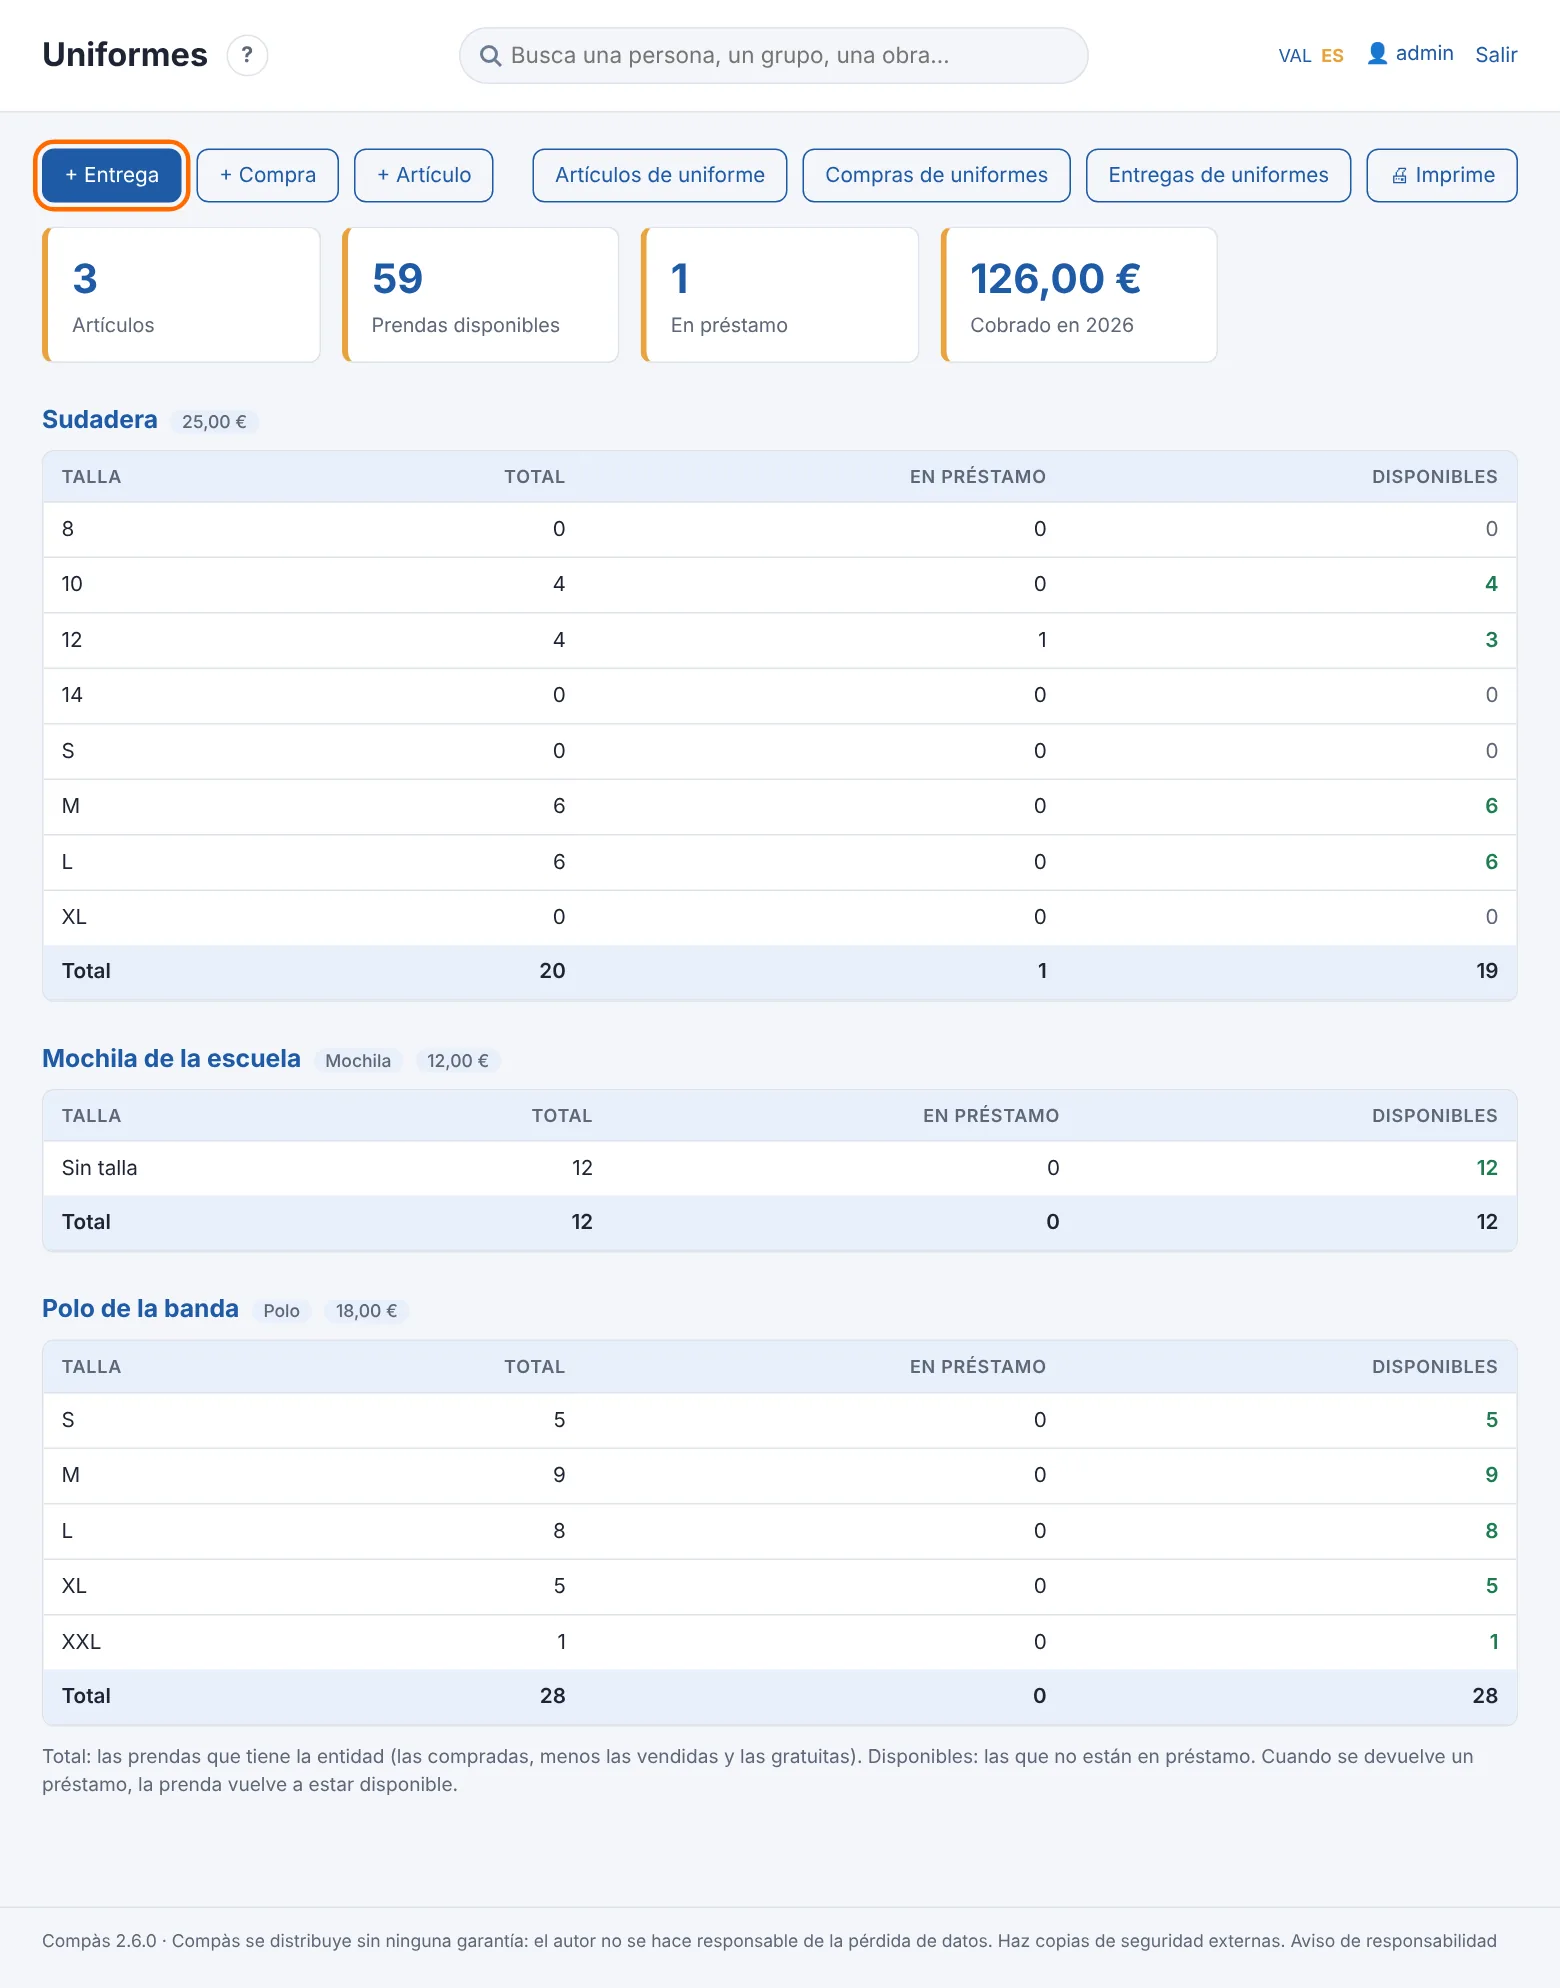 Uniformes ? Busca una persona, un grupo, una obra... VAL ES admin Salir
+ Entrega + Compra + Artículo Artículos de uniforme Compras de uniformes Entregas de uniformes Imprime
3 59 1 126,00 €
Artículos Prendas disponibles En préstamo Cobrado en 2026
Sudadera 25,00 €
TALLA TOTAL EN PRÉSTAMO DISPONIBLES
8 0 0 0
10 4 0 4
12 4 1 3
14 0 0 0
S 0 0 0
M 6 0 6
L 6 0 6
XL 0 0 0
Total 20 1 19
Mochila de la escuela Mochila 12,00 €
TALLA TOTAL EN PRÉSTAMO DISPONIBLES
Sin talla 12 0 12
Total 12 0 12
Polo de la banda Polo 18,00 €
TALLA TOTAL EN PRÉSTAMO DISPONIBLES
S 5 0 5
M 9 0 9
L 8 0 8
XL 5 0 5
XXL 1 0 1
Total 28 0 28
Total: las prendas que tiene la entidad (las compradas, menos las vendidas y las gratuitas). Disponibles: las que no están en préstamo. Cuando se devuelve un
préstamo, la prenda vuelve a estar disponible.
Compàs 2.6.0 · Compàs se distribuye sin ninguna garantía: el autor no se hace responsable de la pérdida de datos. Haz copias de seguridad externas. Aviso de responsabilidad